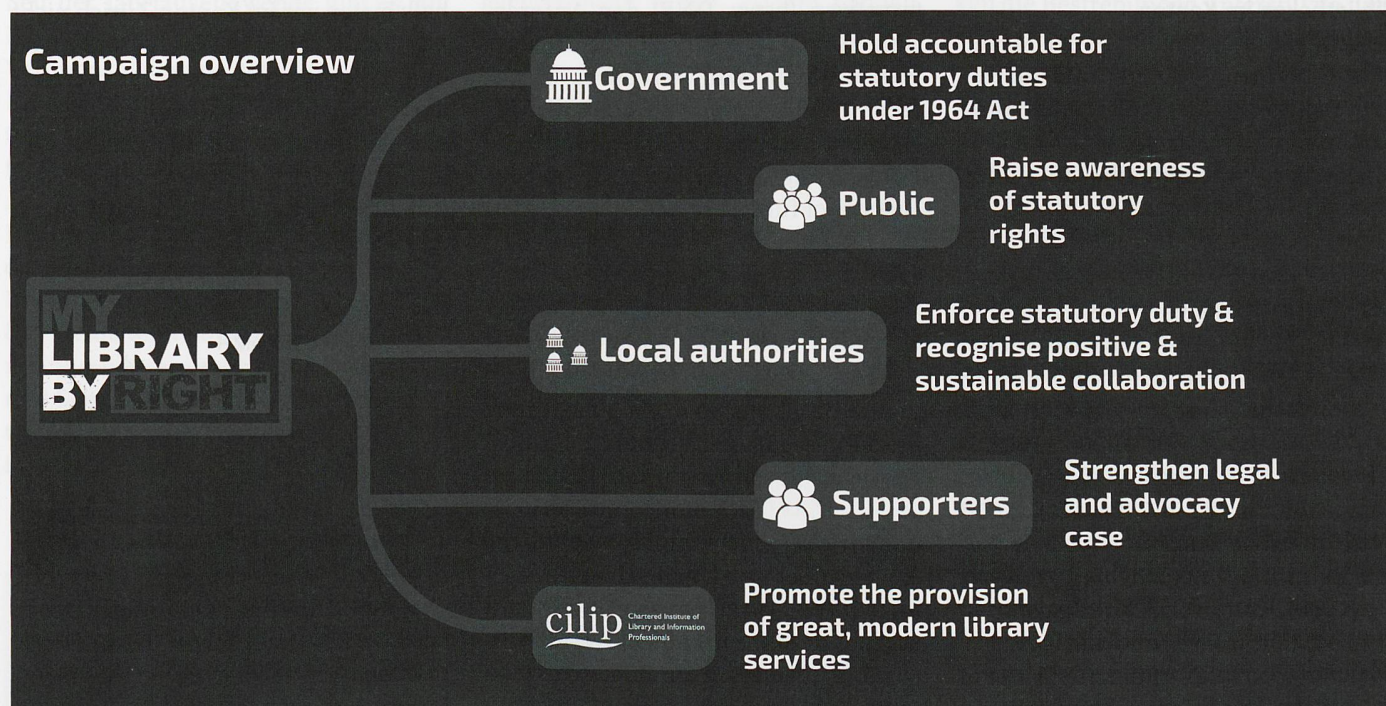 Campaign overview
Government
Hold accountable for
statutory duties
under 1964 Act
Public
Raise awareness
of statutory
rights
MY
LIBRARY
BY RIGHT
Local authorities
Enforce statutory duty &
recognise positive &
sustainable collaboration
Supporters
Strengthen legal
and advocacy
case
cilip
Chartered Institute of
Library and Information
Professionals
Promote the provision
of great, modern library
services